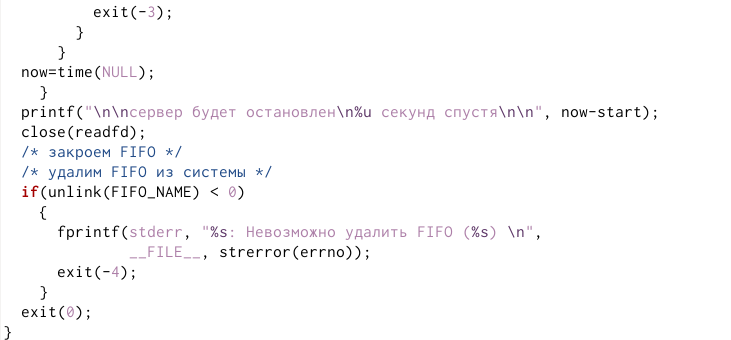 exit(-3);
}
}
now=time(NULL);
}
printf("\n\nсервер будет остановлен\n%u секунд спустя\n\n", now-start);
close(readfd);
/* закроем FIFO */
/* удалим FIFO из системы */
if(unlink(FIFO_NAME) < 0)
{
fprintf(stderr, "%s: Невозможно удалить FIFO (%s) \n",
__FILE__, strerror(errno));
exit(-4);
}
exit(0);
}